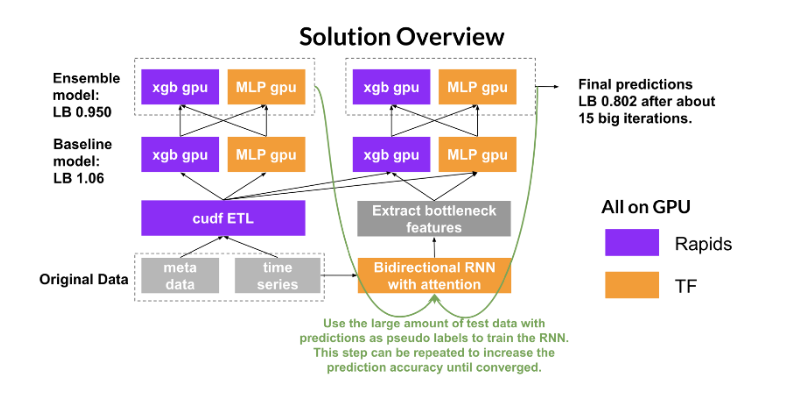 Solution Overview
Ensemble
model:
LB 0.950
xgb gpu
MLP gpu
xgb gpu
MLP gpu
Final predictions
LB 0.802 after about
15 big iterations.
Baseline
model:
LB 1.06
xgb gpu
MLP gpu
xgb gpu
MLP gpu
cudf ETL
Extract bottleneck
features
All on GPU
Rapids
TF
Original Data
meta
data
time
series
Bidirectional RNN
with attention
Use the large amount of test data with
predictions as pseudo labels to train the RNN.
This step can be repeated to increase the
prediction accuracy until converged.